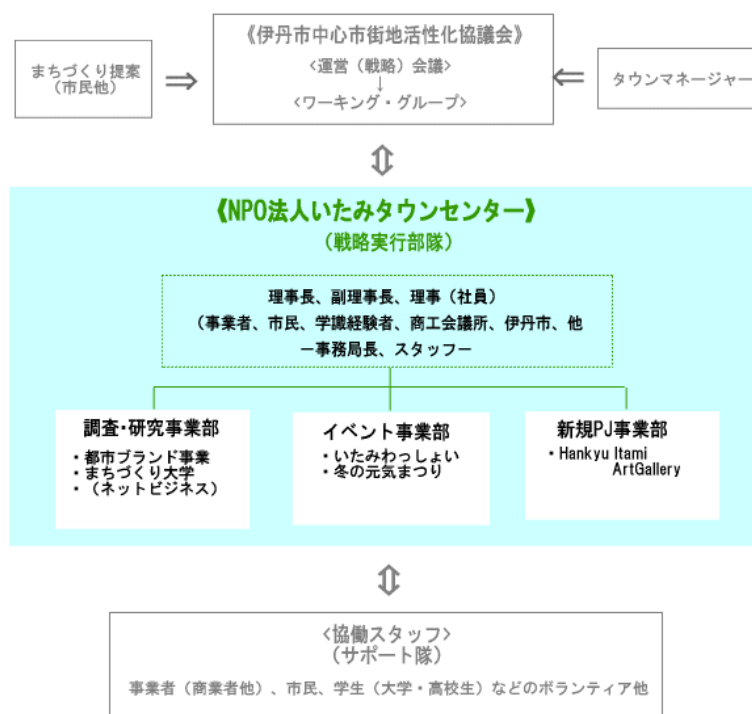 《伊丹市中心市街地活性化協議会》
<運営(戦略)会議>
↓
<ワーキング・グループ>
まちづくり提案
(市民他)
⇒
⇐
タウンマネージャー
⇕
《NPO法人いたみタウンセンター》
(戦略実行部隊)
理事長、副理事長、理事(社員)
(事業者、市民、学識経験者、商工会議所、伊丹市、他
ー事務局長、スタッフー
調査・研究事業部
・都市ブランド事業
・まちづくり大学
・(ネットビジネス)
イベント事業部
・いたみわっしょい
・冬の元気まつり
新規PJ事業部
・Hankyu Itami
ArtGallery
⇕
<協働スタッフ>
(サポート隊)
事業者(商業者他)、市民、学生(大学・高校生)などのボランティア他